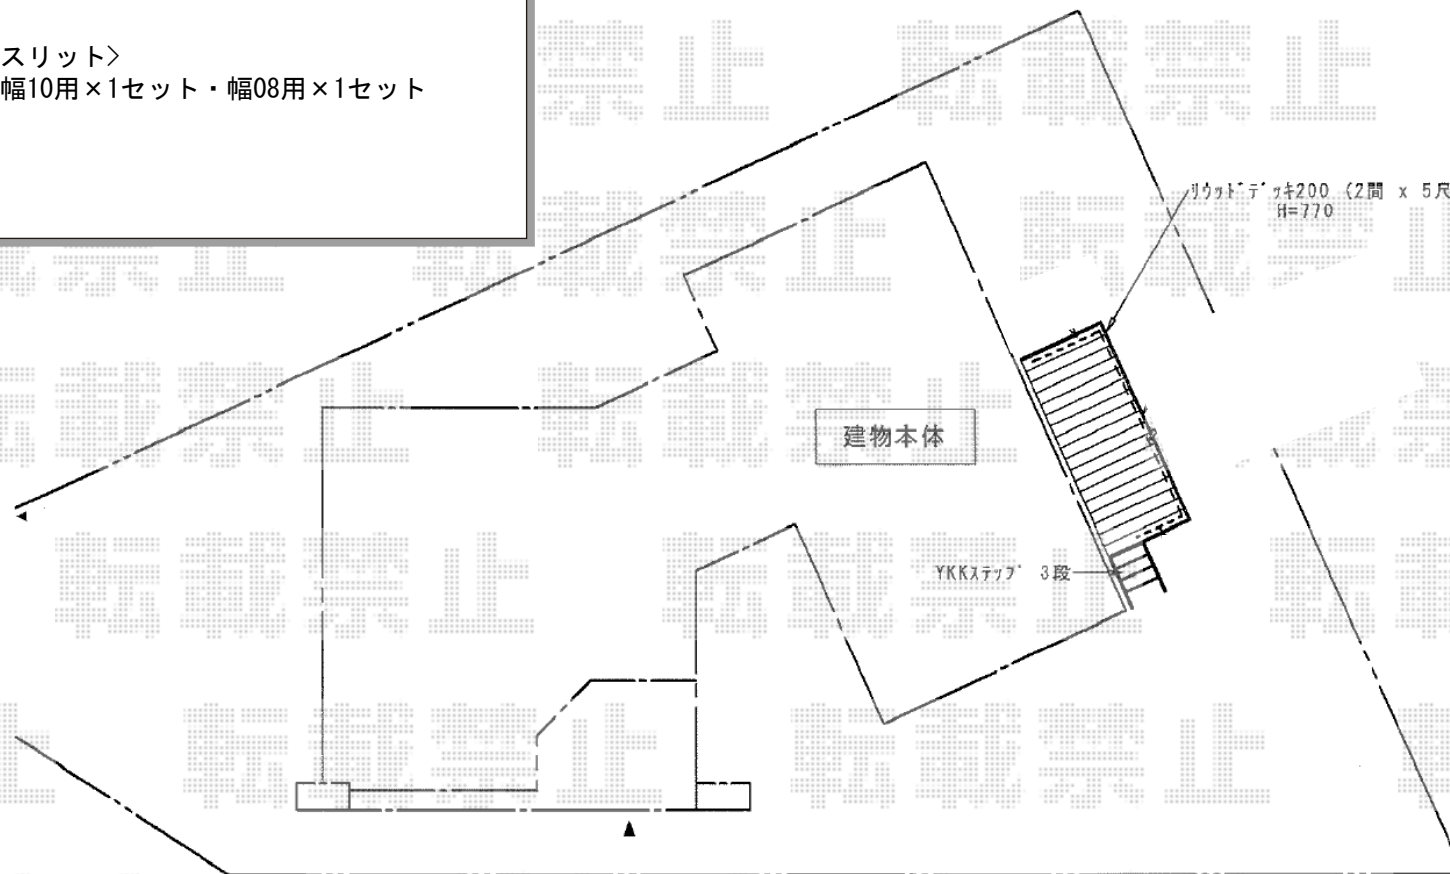 スリット>
幅10用×1セット・幅08用×1セット
リウッドデッキ200 (2間 x 5尺
H=770
建物本体
YKKステップ 3段
転載禁止